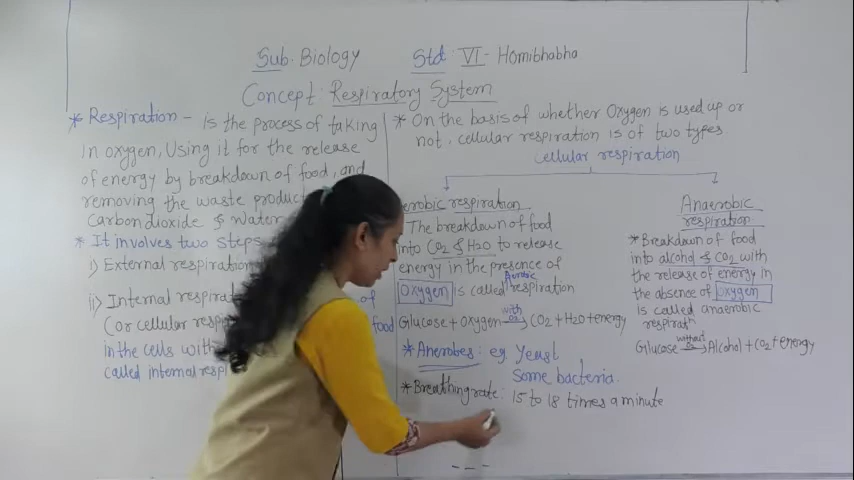 Sub. Biology Std. VI - Homibhabha
Concept: Respiratory System
* Respiration - is the process of taking
in oxygen, Using it for the release
of energy by breakdown of food, and
removing the waste
Carbondioxide & water
* It involves two steps
i) External respiration
ii) Internal of
(or cellular food
in the cells
called internal
* On the basis of whether Oxygen is used up or
not, cellular respiration is of two types
cellular respiration
respiration
The breakdown of food
into CO2 & H2O to release
energy in the presence of
Oxygen is called Aerobic respiration
Glucose + Oxygen with O2 → CO2 + H2O + energy
* Anerobes: eg Yeast
Some bacteria.
* Breathing rate: 15 to 18 times a minute
Anaerobic
respiration
* Breakdown of food
into alcohol & CO2 with
the release of energy in
the absence of Oxygen
is called anaerobic
respiratn
Glucose without O2 → Alcohol + CO2 + energy